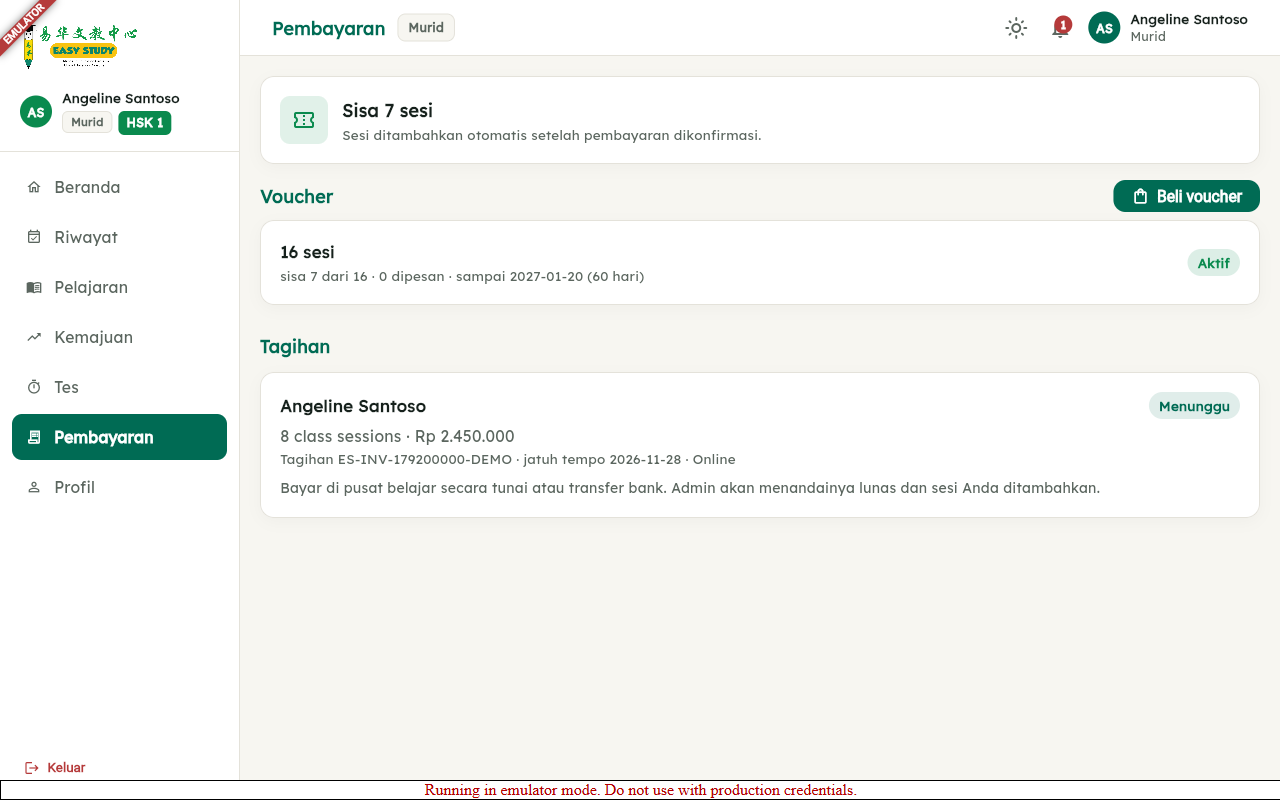 EMULATOR
易华文教中心
EASY STUDY
AS
Angeline Santoso
Murid
HSK 1
Beranda
Riwayat
Pelajaran
Kemajuan
Tes
Pembayaran
Profil
Keluar
Pembayaran
Murid
1
AS
Angeline Santoso
Murid
Sisa 7 sesi
Sesi ditambahkan otomatis setelah pembayaran dikonfirmasi.
Voucher
Beli voucher
16 sesi
sisa 7 dari 16 · 0 dipesan · sampai 2027-01-20 (60 hari)
Aktif
Tagihan
Angeline Santoso
Menunggu
8 class sessions · Rp 2.450.000
Tagihan ES-INV-179200000-DEMO · jatuh tempo 2026-11-28 · Online
Bayar di pusat belajar secara tunai atau transfer bank. Admin akan menandainya lunas dan sesi Anda ditambahkan.
Running in emulator mode. Do not use with production credentials.